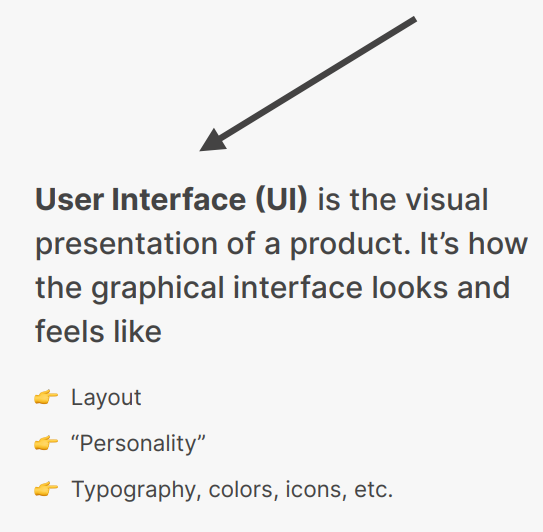 User Interface (UI) is the visual
presentation of a product. It’s how
the graphical interface looks and
feels like
👉 Layout
👉 “Personality”
👉 Typography, colors, icons, etc.